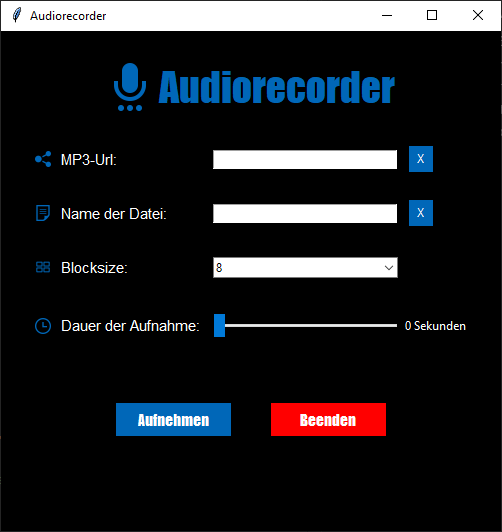 Audiorecorder
Audiorecorder
MP3-Url:
X
Name der Datei:
X
Blocksize:
8
Dauer der Aufnahme:
0 Sekunden
Aufnehmen
Beenden